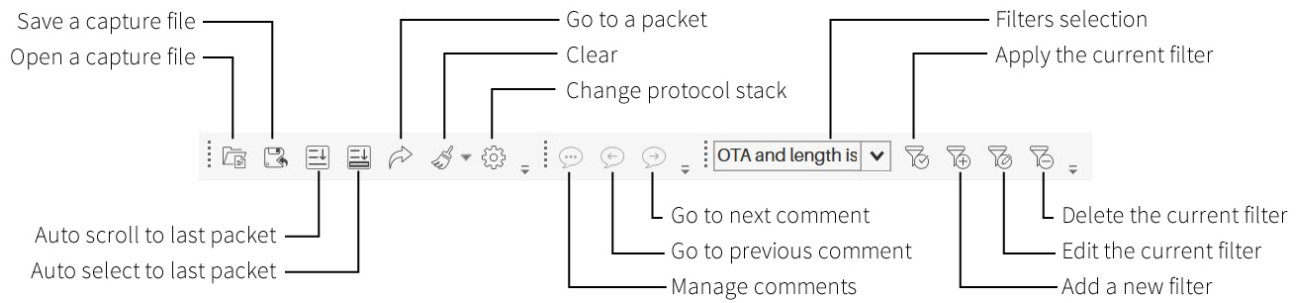 Save a capture file
Open a capture file
Go to a packet
Clear
Change protocol stack
Filters selection
Apply the current filter
OTA and length is
Auto scroll to last packet
Auto select to last packet
Go to next comment
Go to previous comment
Manage comments
Delete the current filter
Edit the current filter
Add a new filter